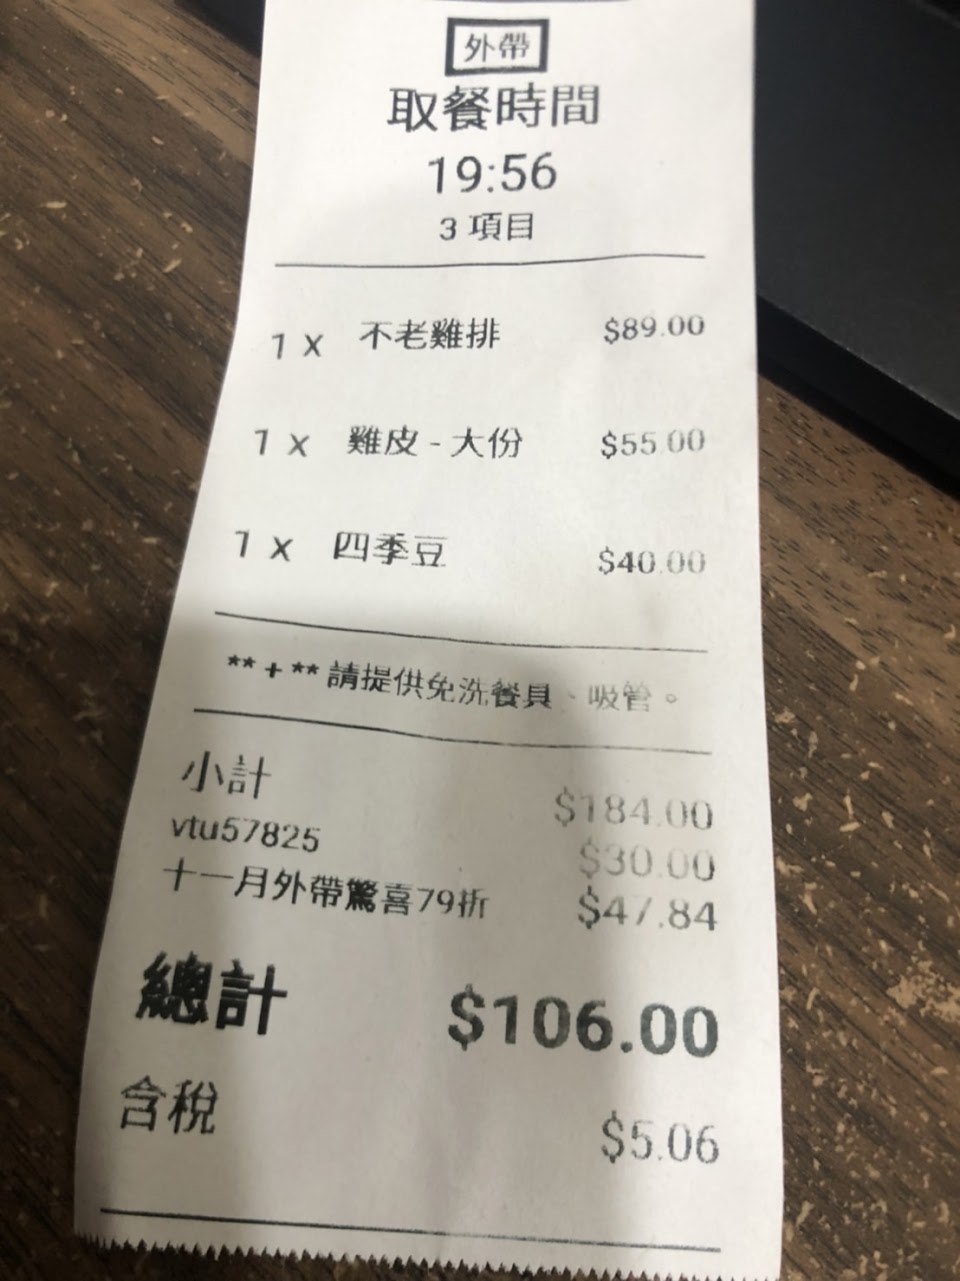 外帶
取餐時間
19:56
3 項目
1 x 不老雞排 $89.00
1 x 雞皮 - 大份 $55.00
1 x 四季豆 $40.00
** + ** 請提供免洗餐具、吸管。
小計 $184.00
vtu57825 $30.00
十一月外帶驚喜79折 $47.84
總計 $106.00
含稅 $5.06